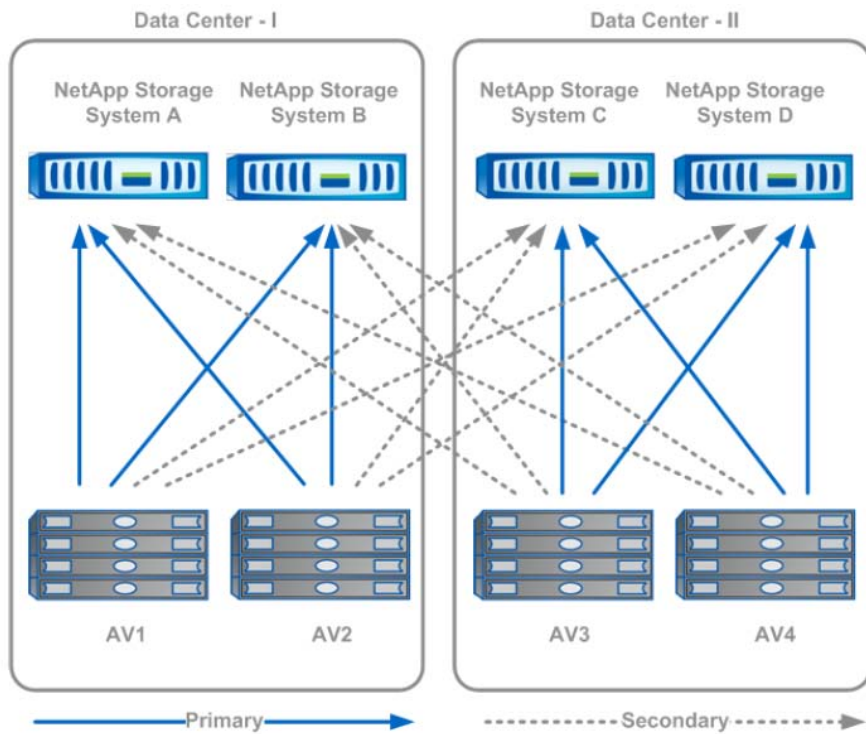 Data Center - I
Data Center - II
NetApp Storage
System A
NetApp Storage
System B
NetApp Storage
System C
NetApp Storage
System D
AV1
AV2
AV3
AV4
Primary
Secondary